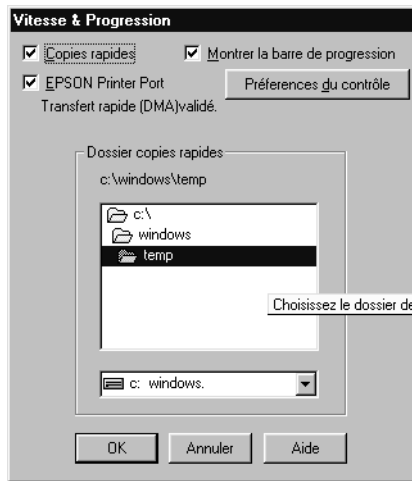 Vitesse & Progression
Copies rapides
Montrer la barre de progression
EPSON Printer Port
Préferences du contrôle
Transfert rapide (DMA)validé.
Dossier copies rapides
c:\windows\temp
c:\
windows
temp
Choisissez le dossier de
c: windows.
OK
Annuler
Aide